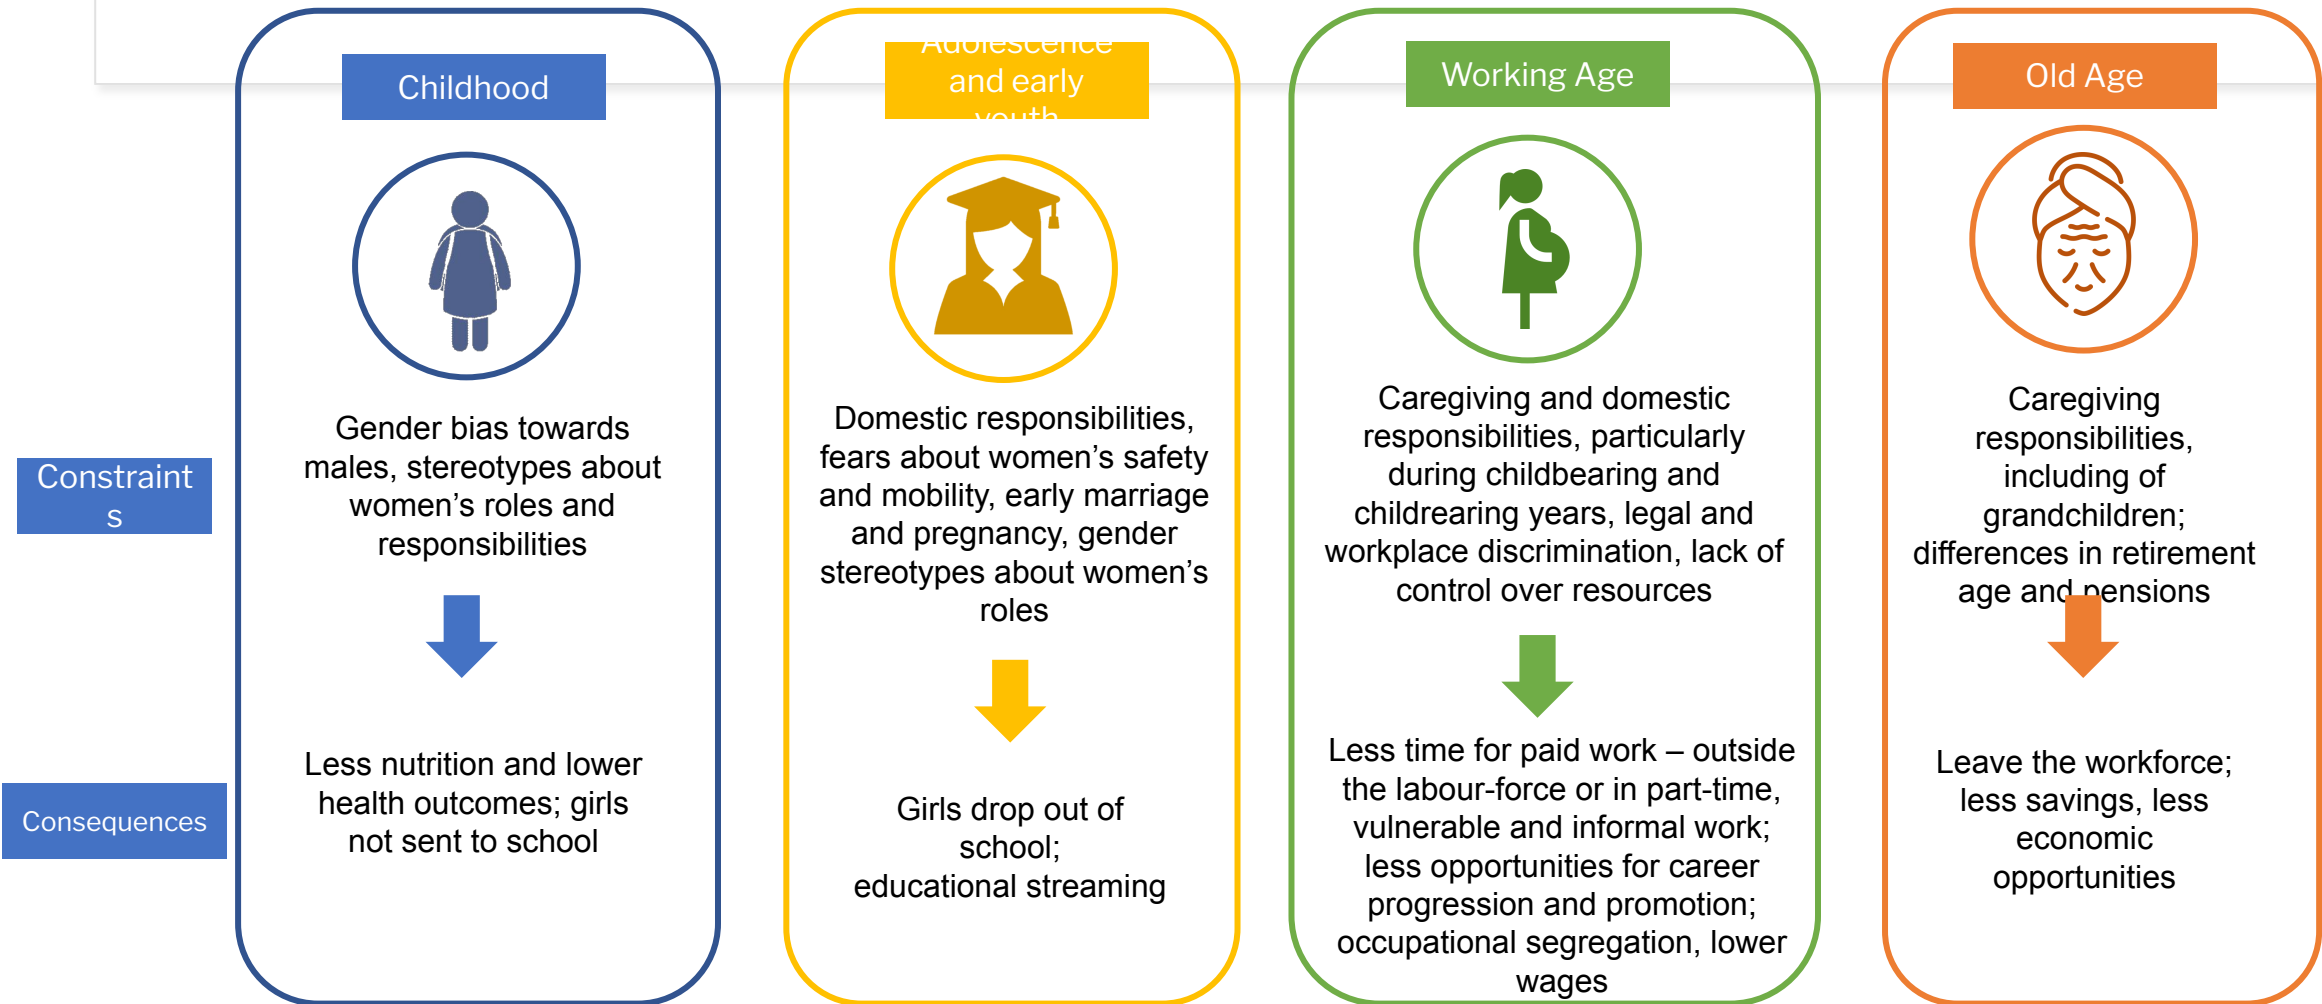 Childhood
Adolescence
and early
youth
Working Age
Old Age
Constraint
s
Gender bias towards
males, stereotypes about
women’s roles and
responsibilities
Domestic responsibilities,
fears about women’s safety
and mobility, early marriage
and pregnancy, gender
stereotypes about women’s
roles
Caregiving and domestic
responsibilities, particularly
during childbearing and
childrearing years, legal and
workplace discrimination, lack of
control over resources
Caregiving
responsibilities,
including of
grandchildren;
differences in retirement
age and pensions
Consequences
Less nutrition and lower
health outcomes; girls
not sent to school
Girls drop out of
school;
educational streaming
Less time for paid work – outside
the labour-force or in part-time,
vulnerable and informal work;
less opportunities for career
progression and promotion;
occupational segregation, lower
wages
Leave the workforce;
less savings, less
economic
opportunities